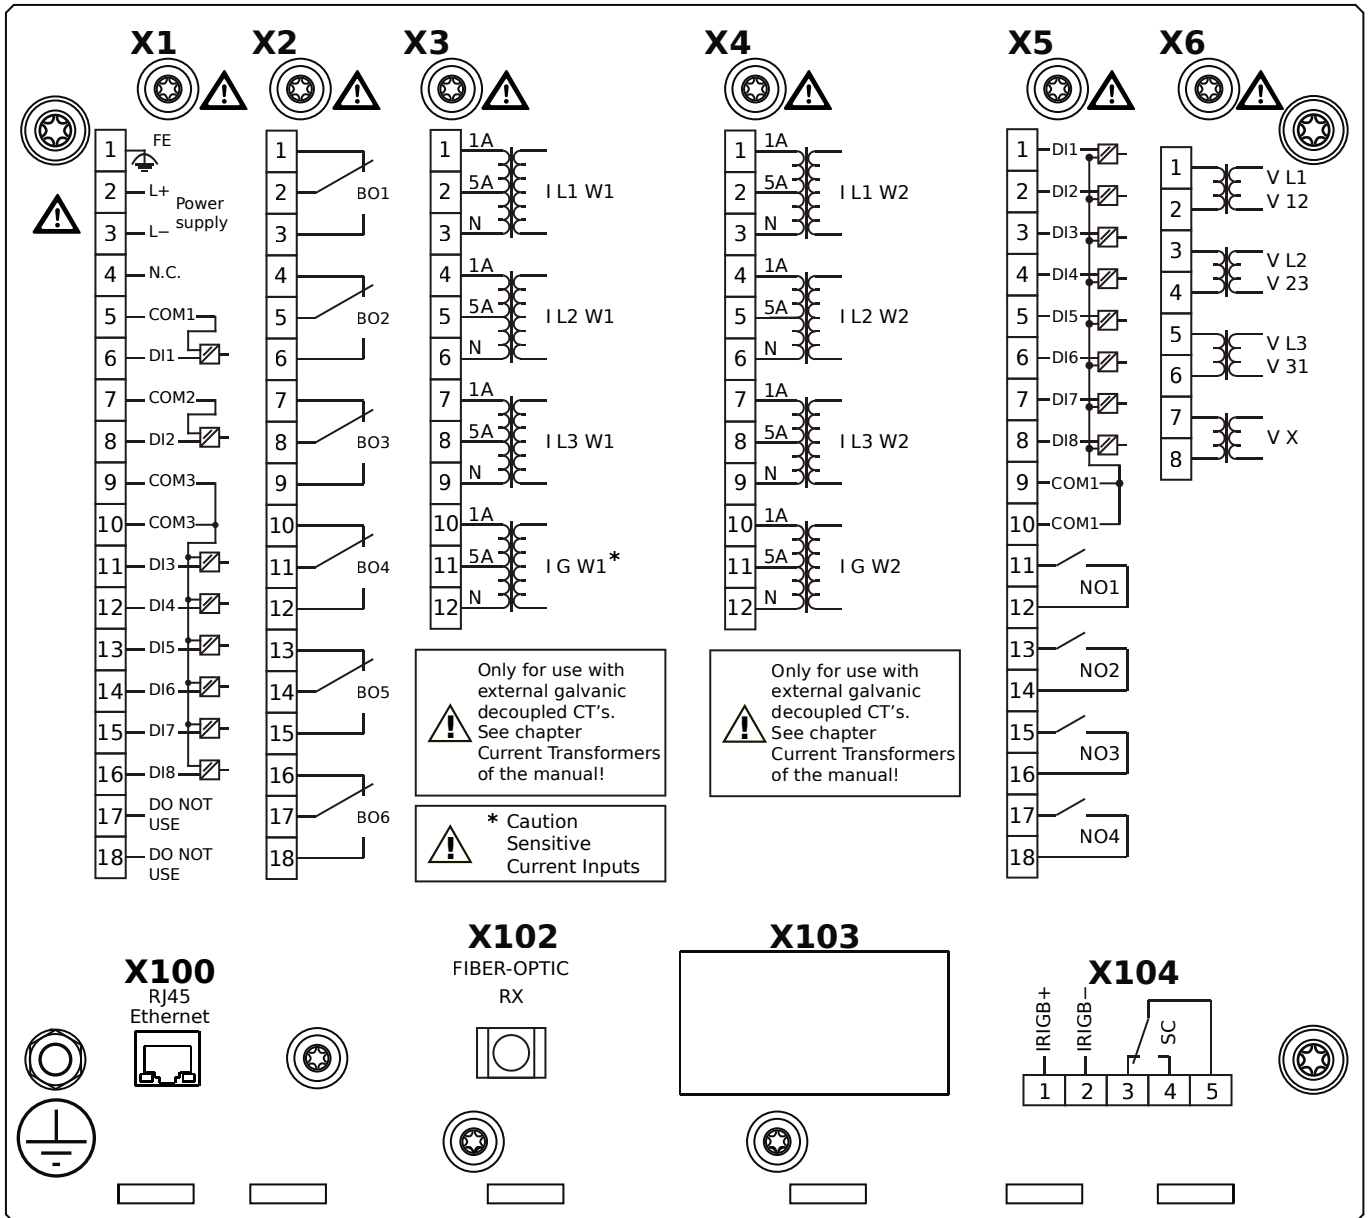 X1
X2
X3
X4
X5
X6
1 FE
2 L+
Power
supply
3 L−
4 N.C.
5 COM1
6 DI1
7 COM2
8 DI2
9 COM3
10 COM3
11 DI3
12 DI4
13 DI5
14 DI6
15 DI7
16 DI8
17 DO NOT
USE
18 DO NOT
USE
1
2 BO1
3
4
5 BO2
6
7
8 BO3
9
10
11 BO4
12
13
14 BO5
15
16
17 BO6
18
1 1A
2 5A I L1 W1
3 N
4 1A
5 5A I L2 W1
6 N
7 1A
8 5A I L3 W1
9 N
10 1A
11 5A I G W1*
12 N
Only for use with
external galvanic
decoupled CT's.
See chapter
Current Transformers
of the manual!
* Caution
Sensitive
Current Inputs
1 1A
2 5A I L1 W2
3 N
4 1A
5 5A I L2 W2
6 N
7 1A
8 5A I L3 W2
9 N
10 1A
11 5A I G W2
12 N
Only for use with
external galvanic
decoupled CT's.
See chapter
Current Transformers
of the manual!
1 DI1
2 DI2
3 DI3
4 DI4
5 DI5
6 DI6
7 DI7
8 DI8
9 COM1
10 COM1
11
NO1
12
13
NO2
14
15
NO3
16
17
NO4
18
1 V L1
2 V 12
3 V L2
4 V 23
5 V L3
6 V 31
7
V X
8
X100
RJ45
Ethernet
X102
FIBER-OPTIC
RX
X103
X104
IRIGB+
IRIGB−
SC
1 2 3 4 5